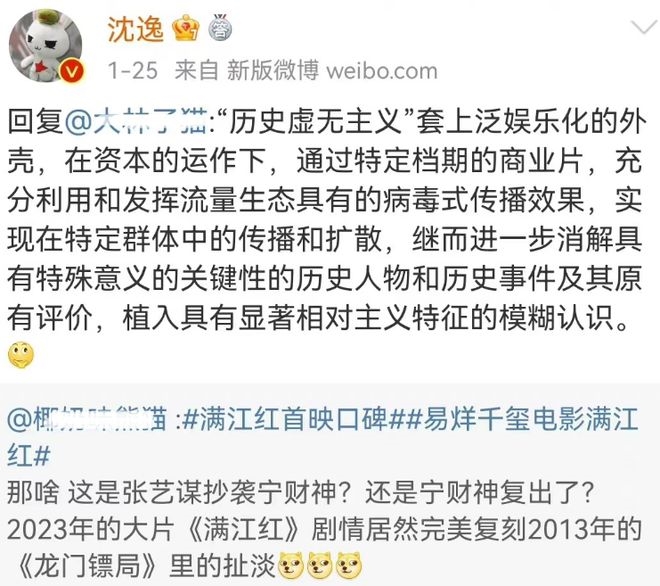 沈逸
1-25 来自 新版微博 weibo.com
回复@大林子猫:“历史虚无主义”套上泛娱乐化的外
壳，在资本的运作下，通过特定档期的商业片，充
分利用和发挥流量生态具有的病毒式传播效果，实
现在特定群体中的传播和扩散，继而进一步消解具
有特殊意义的关键性的历史人物和历史事件及其原
有评价，植入具有显著相对主义特征的模糊认识。
@熊猫 :#满江红首映口碑##易烊千玺电影满江
红#
那啥 这是张艺谋抄袭宁财神？还是宁财神复出了？
2023年的大片《满江红》剧情居然完美复刻2013年的
《龙门镖局》里的扯淡